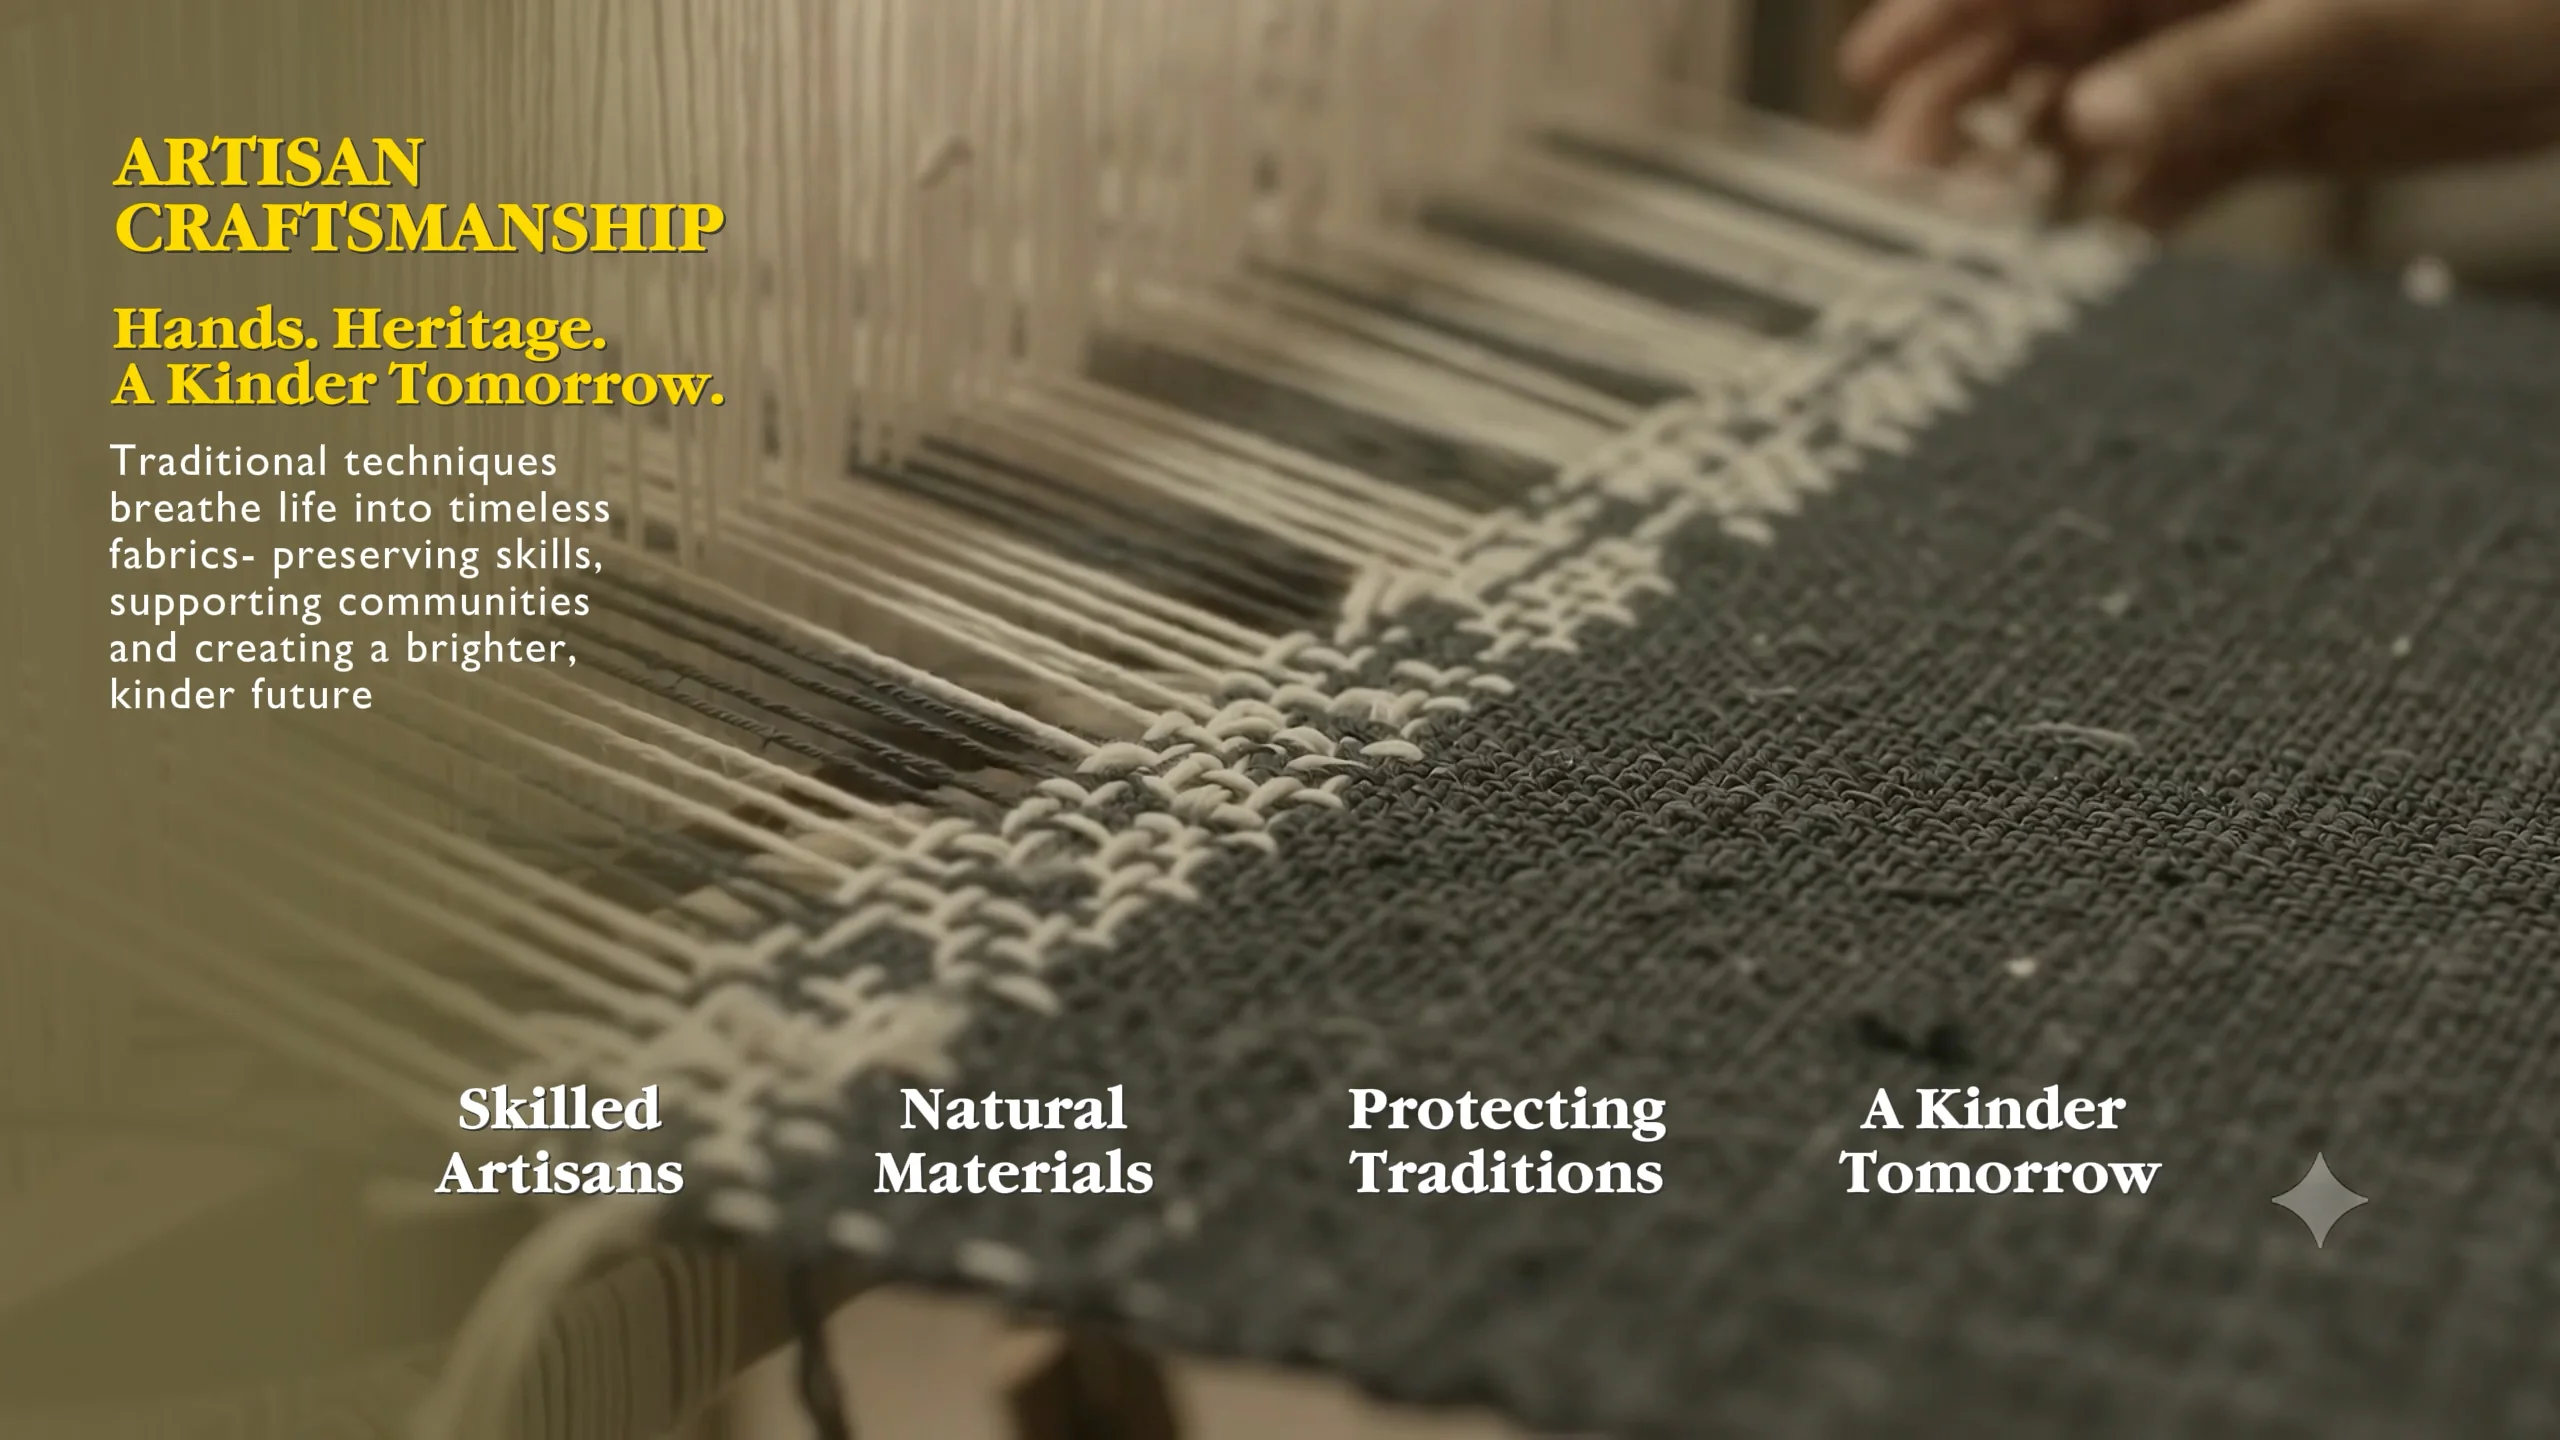 ARTISAN
CRAFTSMANSHIP
Hands. Heritage.
A Kinder Tomorrow.
Traditional techniques
breathe life into timeless
fabrics- preserving skills,
supporting communities
and creating a brighter,
kinder future
Skilled
Artisans
Natural
Materials
Protecting
Traditions
A Kinder
Tomorrow